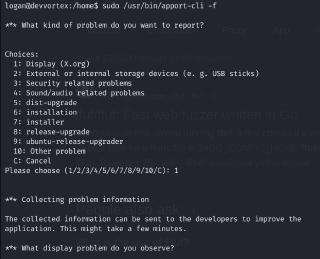 logan@devvortex:/home$ sudo /usr/bin/apport-cli -f
*** What kind of problem do you want to report?
Choices:
1: Display (X.org)
2: External or internal storage devices (e. g. USB sticks)
3: Security related problems
4: Sound/audio related problems
5: dist-upgrade
6: installation
7: installer
8: release-upgrade
9: ubuntu-release-upgrader
10: Other problem
C: Cancel
Please choose (1/2/3/4/5/6/7/8/9/10/C): 1
*** Collecting problem information
The collected information can be sent to the developers to improve the
application. This might take a few minutes.
*** What display problem do you observe?